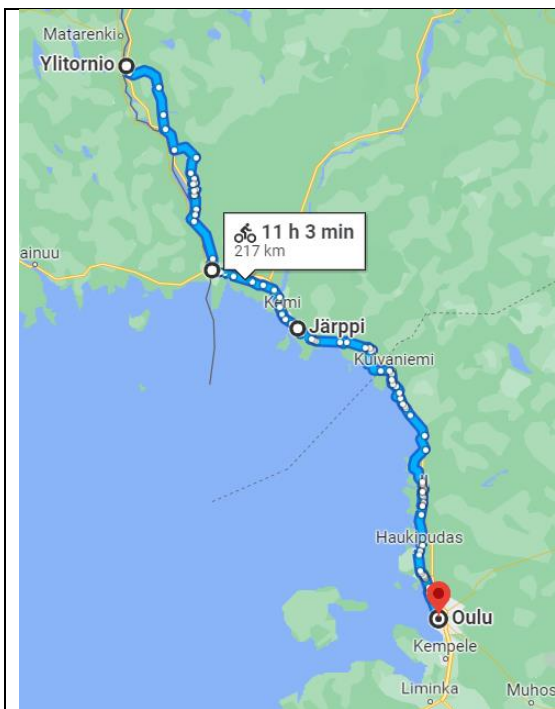 Matarenki
Ylitornio
11 h 3 min
217 km
ainuu
Kemi
Järppi
Kuivaniemi
Haukipudas
Oulu
Kempele
Liminka
Muhos